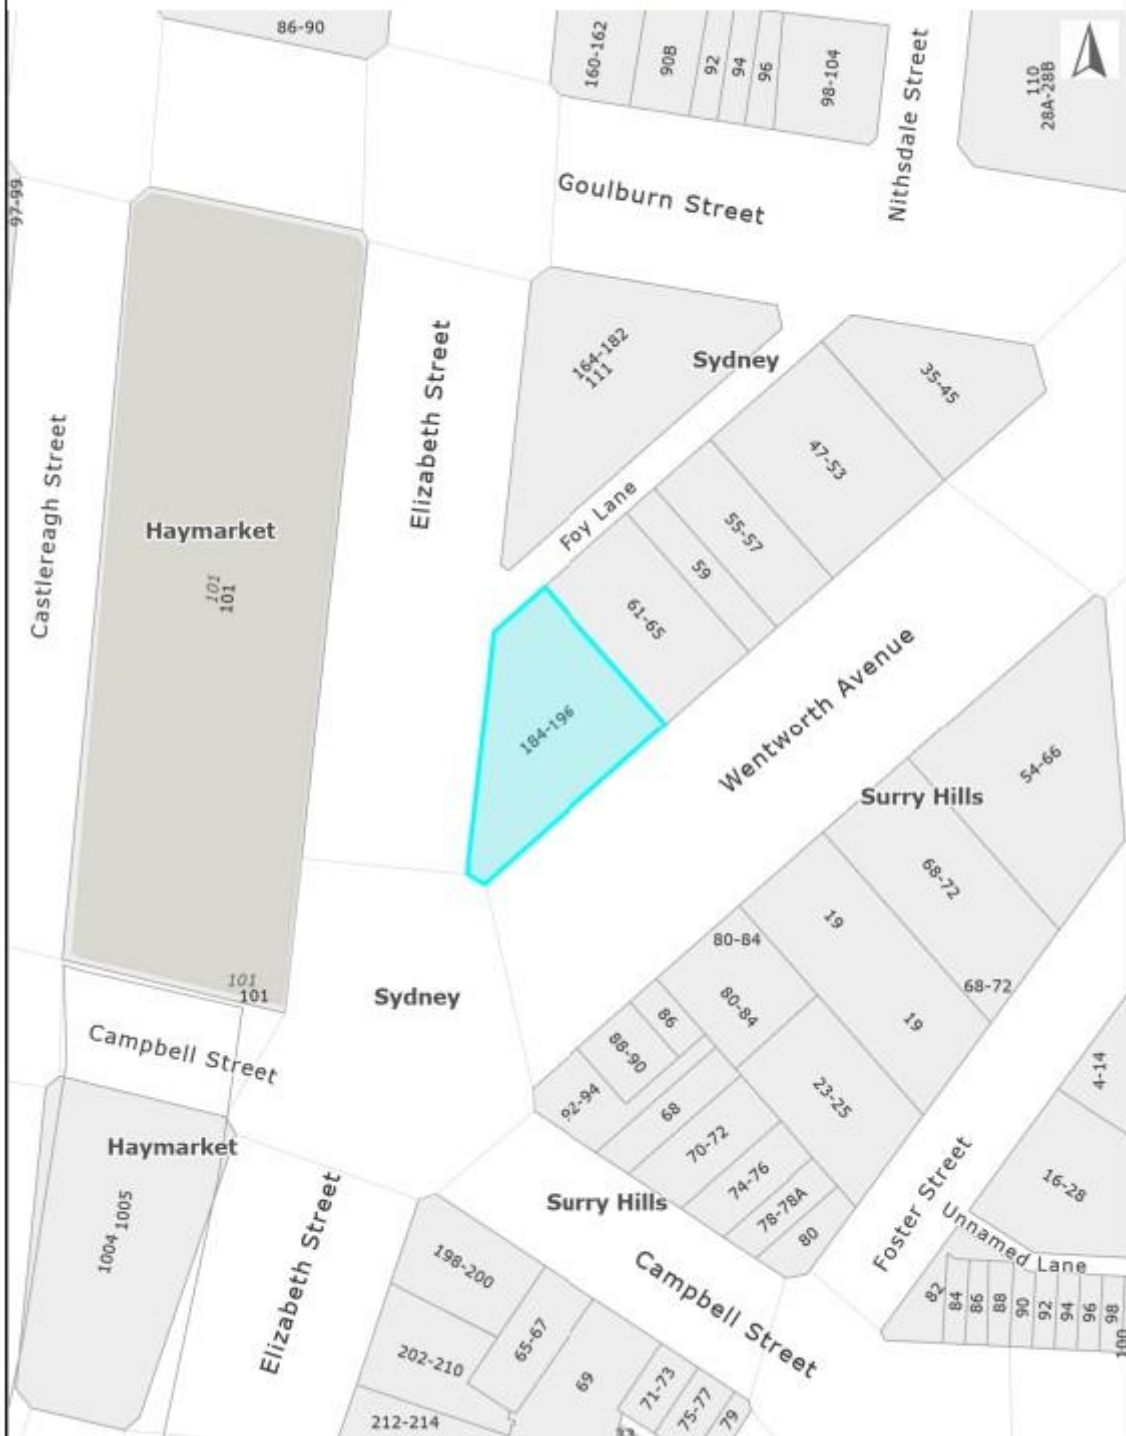 86-90
160-162
90B
92
94
96
98-104
Nithsdale Street
110
28A-28B
97-99
Goulburn Street
164-182
111
Sydney
35-45
Elizabeth Street
47-53
Castlereagh Street
Haymarket
101
101
Foy Lane
55-57
59
61-65
184-196
Wentworth Avenue
54-66
Surry Hills
68-72
19
80-84
68-72
101
101
Sydney
80-84
19
86
88-90
Campbell Street
92-94
68
23-25
4-14
70-72
Haymarket
74-76
16-28
78-78A
Surry Hills
80
Foster Street
Unnamed Lane
1004 1005
Elizabeth Street
198-200
Campbell Street
82
84
86
88
90
92
94
96
98
100
65-67
202-210
69
71-73
75-77
79
212-214